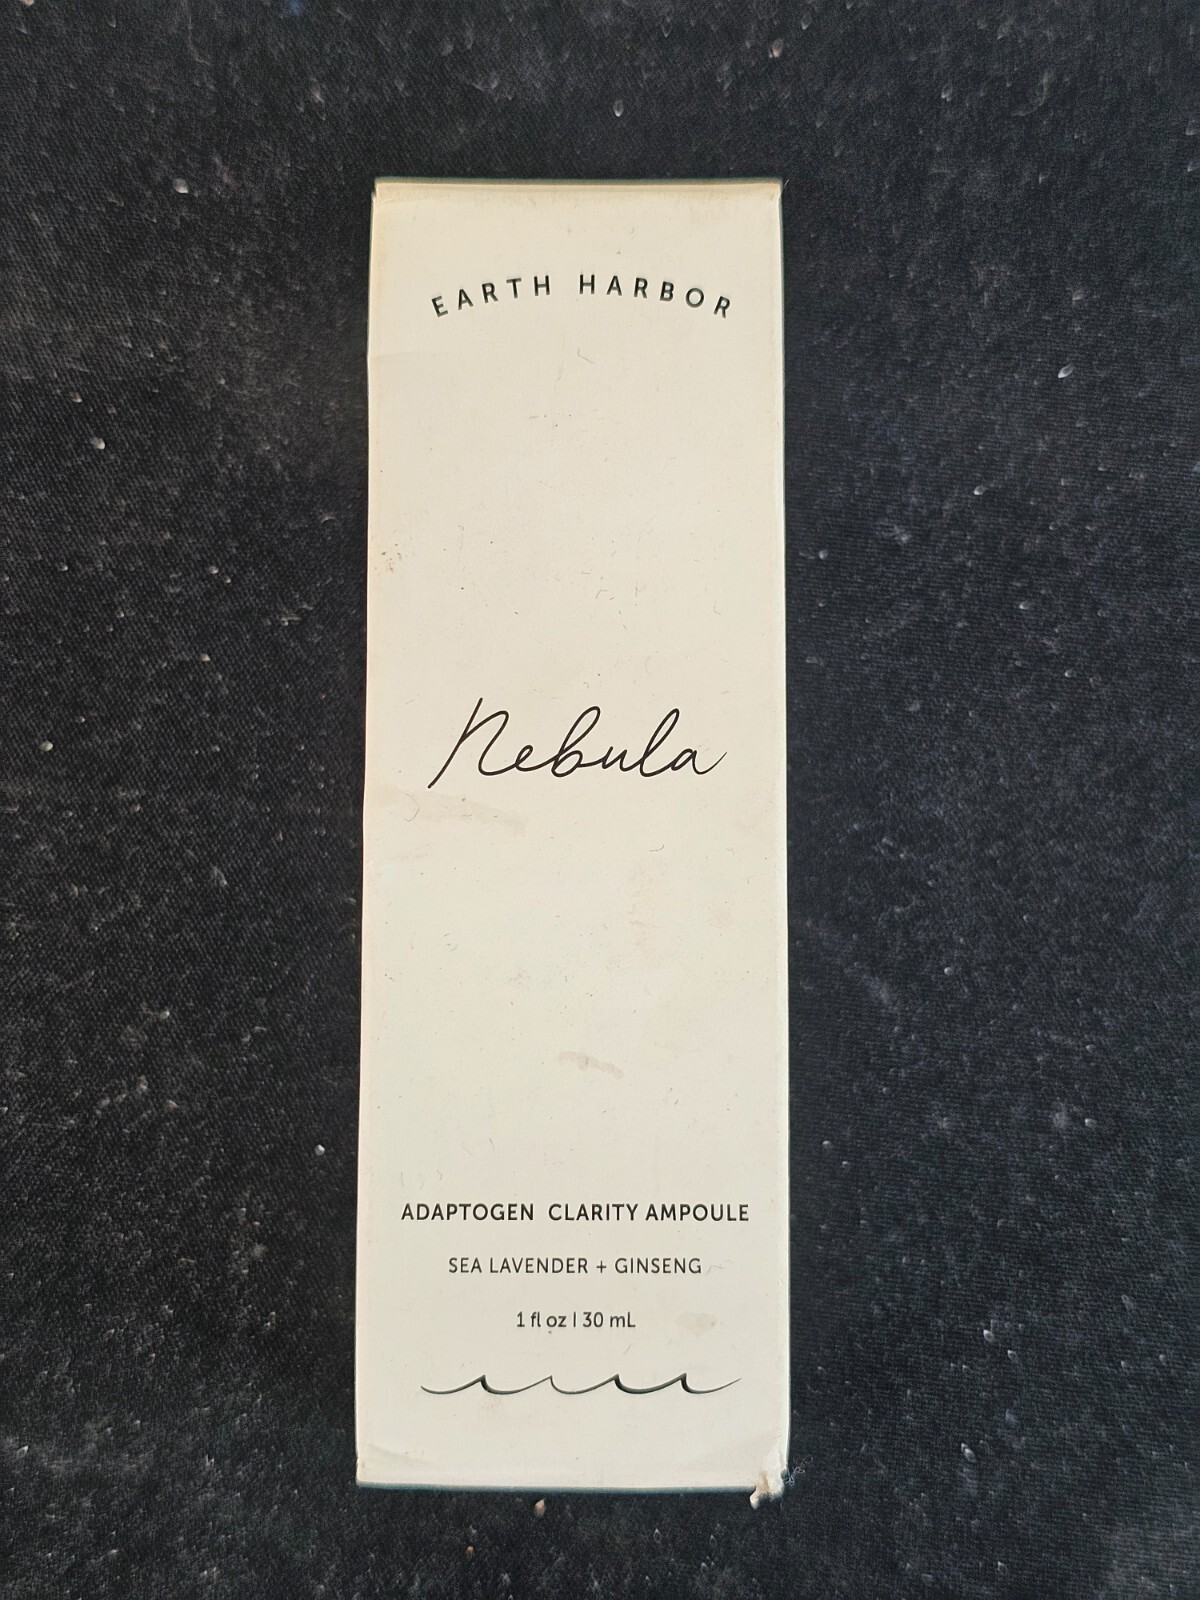 EARTH HARBOR
Nebula
ADAPTOGEN CLARITY AMPOULE
SEA LAVENDER + GINSENG
1 fl oz | 30 mL